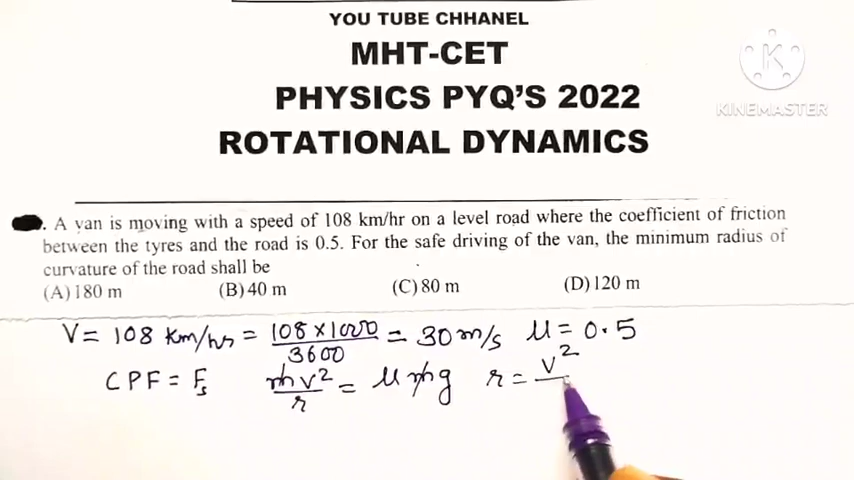 YOU TUBE CHHANEL
MHT-CET
PHYSICS PYQ'S 2022
ROTATIONAL DYNAMICS
K
KINEMASTER
. A van is moving with a speed of 108 km/hr on a level road where the coefficient of friction
between the tyres and the road is 0.5. For the safe driving of the van, the minimum radius of
curvature of the road shall be
(A) 180 m (B) 40 m (C) 80 m (D) 120 m
V = 108 Km/hr = 108 × 1000 / 3600 = 30 m/s μ = 0.5
CPF = Fs mv² / r = μmg r = v² /